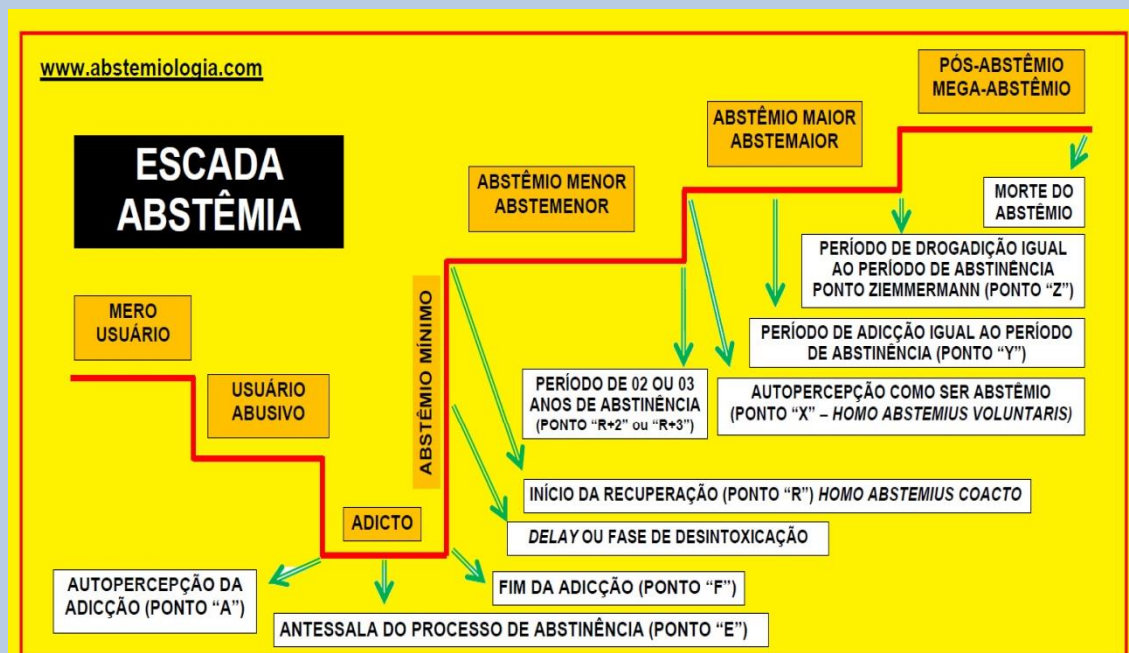 www.abstemiologia.com
ESCADA
ABSTÊMIA
MERO
USUÁRIO
USUÁRIO
ABUSIVO
ADICTO
ABSTÊMIO MÍNIMO
ABSTÊMIO MENOR
ABSTEMENOR
ABSTÊMIO MAIOR
ABSTEMAIOR
PÓS-ABSTÊMIO
MEGA-ABSTÊMIO
MORTE DO
ABSTÊMIO
PERÍODO DE DROGADIÇÃO IGUAL
AO PERÍODO DE ABSTINÊNCIA
PONTO ZIEMMERMANN (PONTO “Z”)
PERÍODO DE ADICÇÃO IGUAL AO PERÍODO
DE ABSTINÊNCIA (PONTO “Y”)
AUTOPERCEPÇÃO COMO SER ABSTÊMIO
(PONTO “X” – HOMO ABSTEMIUS VOLUNTARIS)
PERÍODO DE 02 OU 03
ANOS DE ABSTINÊNCIA
(PONTO “R+2” ou “R+3”)
INÍCIO DA RECUPERAÇÃO (PONTO “R”) HOMO ABSTEMIUS COACTO
DELAY OU FASE DE DESINTOXICAÇÃO
FIM DA ADICÇÃO (PONTO “F”)
AUTOPERCEPÇÃO DA
ADICÇÃO (PONTO “A”)
ANTESSALA DO PROCESSO DE ABSTINÊNCIA (PONTO “E”)